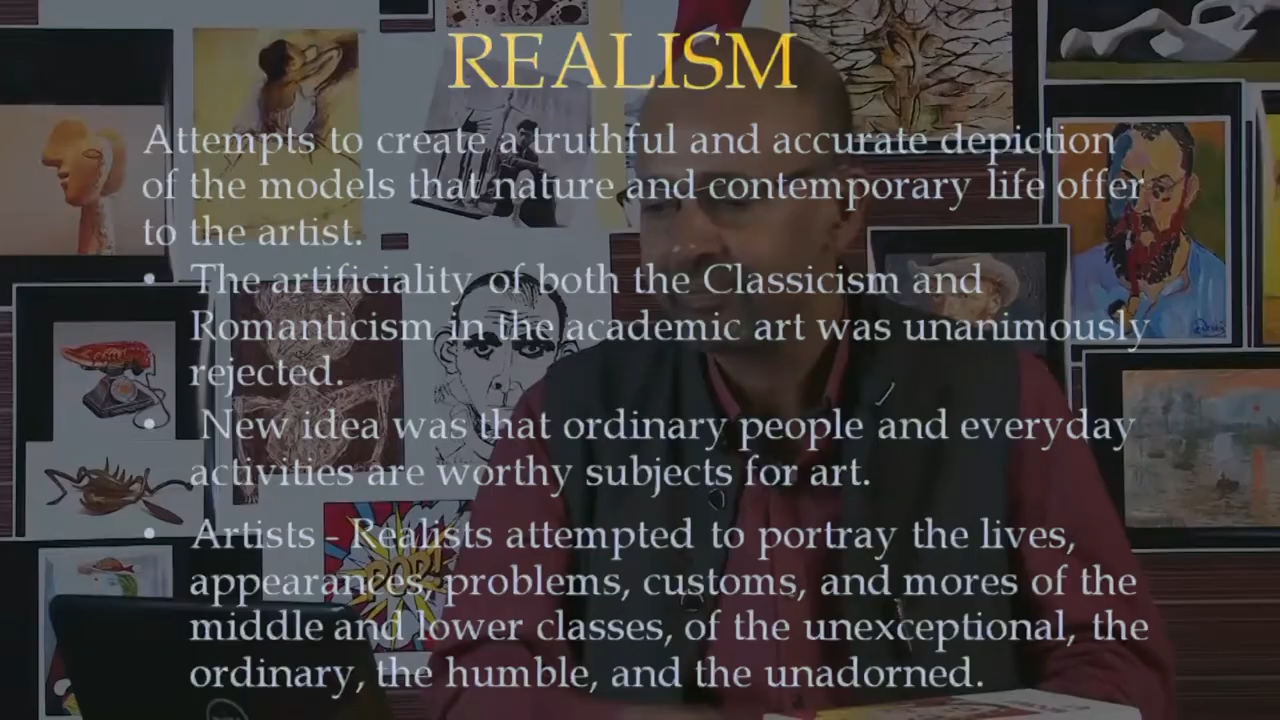 REALISM
Attempts to create a truthful and accurate depiction
of the models that nature and contemporary life offer
to the artist.
• The artificiality of both the Classicism and
Romanticism in the academic art was unanimously
rejected.
• New idea was that ordinary people and everyday
activities are worthy subjects for art.
• Artists - Realists attempted to portray the lives,
appearances, problems, customs, and mores of the
middle and lower classes, of the unexceptional, the
ordinary, the humble, and the unadorned.
POP!